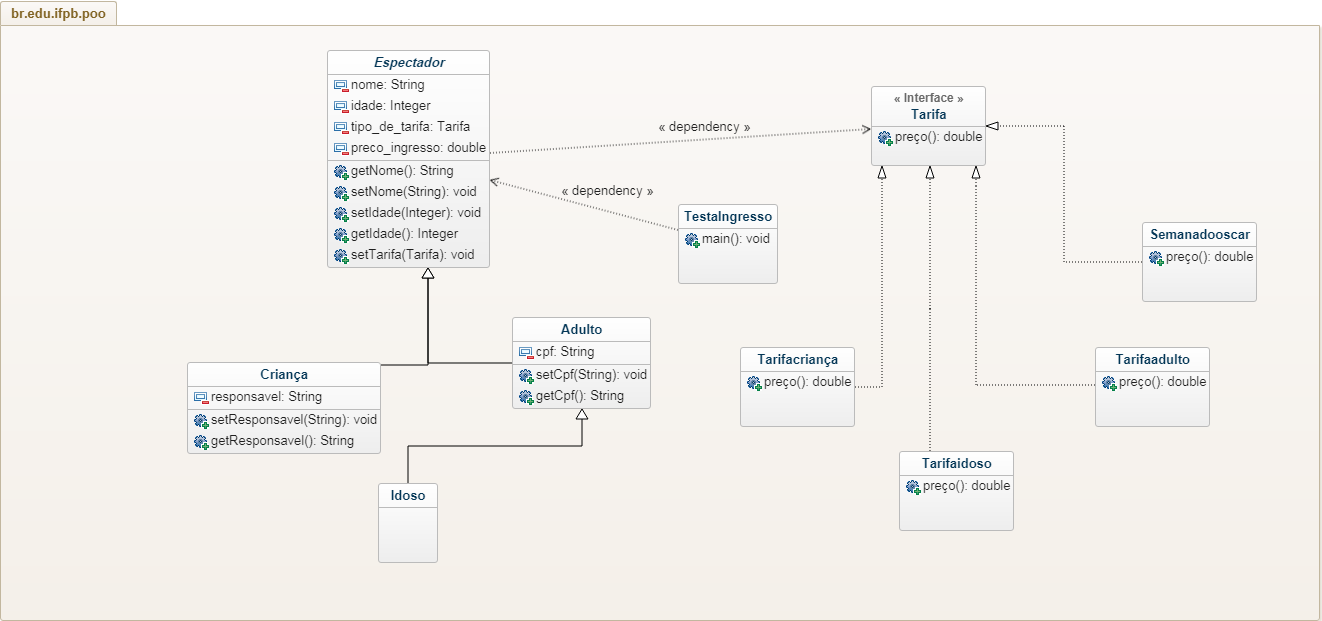 br.edu.ifpb.poo
Espectador
nome: String
idade: Integer
tipo_de_tarifa: Tarifa
preco_ingresso: double
getNome(): String
setNome(String): void
setIdade(Integer): void
getIdade(): Integer
setTarifa(Tarifa): void
« dependency »
« dependency »
« Interface »
Tarifa
preço(): double
TestaIngresso
main(): void
Semanadooscar
preço(): double
Adulto
cpf: String
setCpf(String): void
getCpf(): String
Criança
responsavel: String
setResponsavel(String): void
getResponsavel(): String
Tarifacriança
preço(): double
Tarifaadulto
preço(): double
Tarifaidoso
preço(): double
Idoso